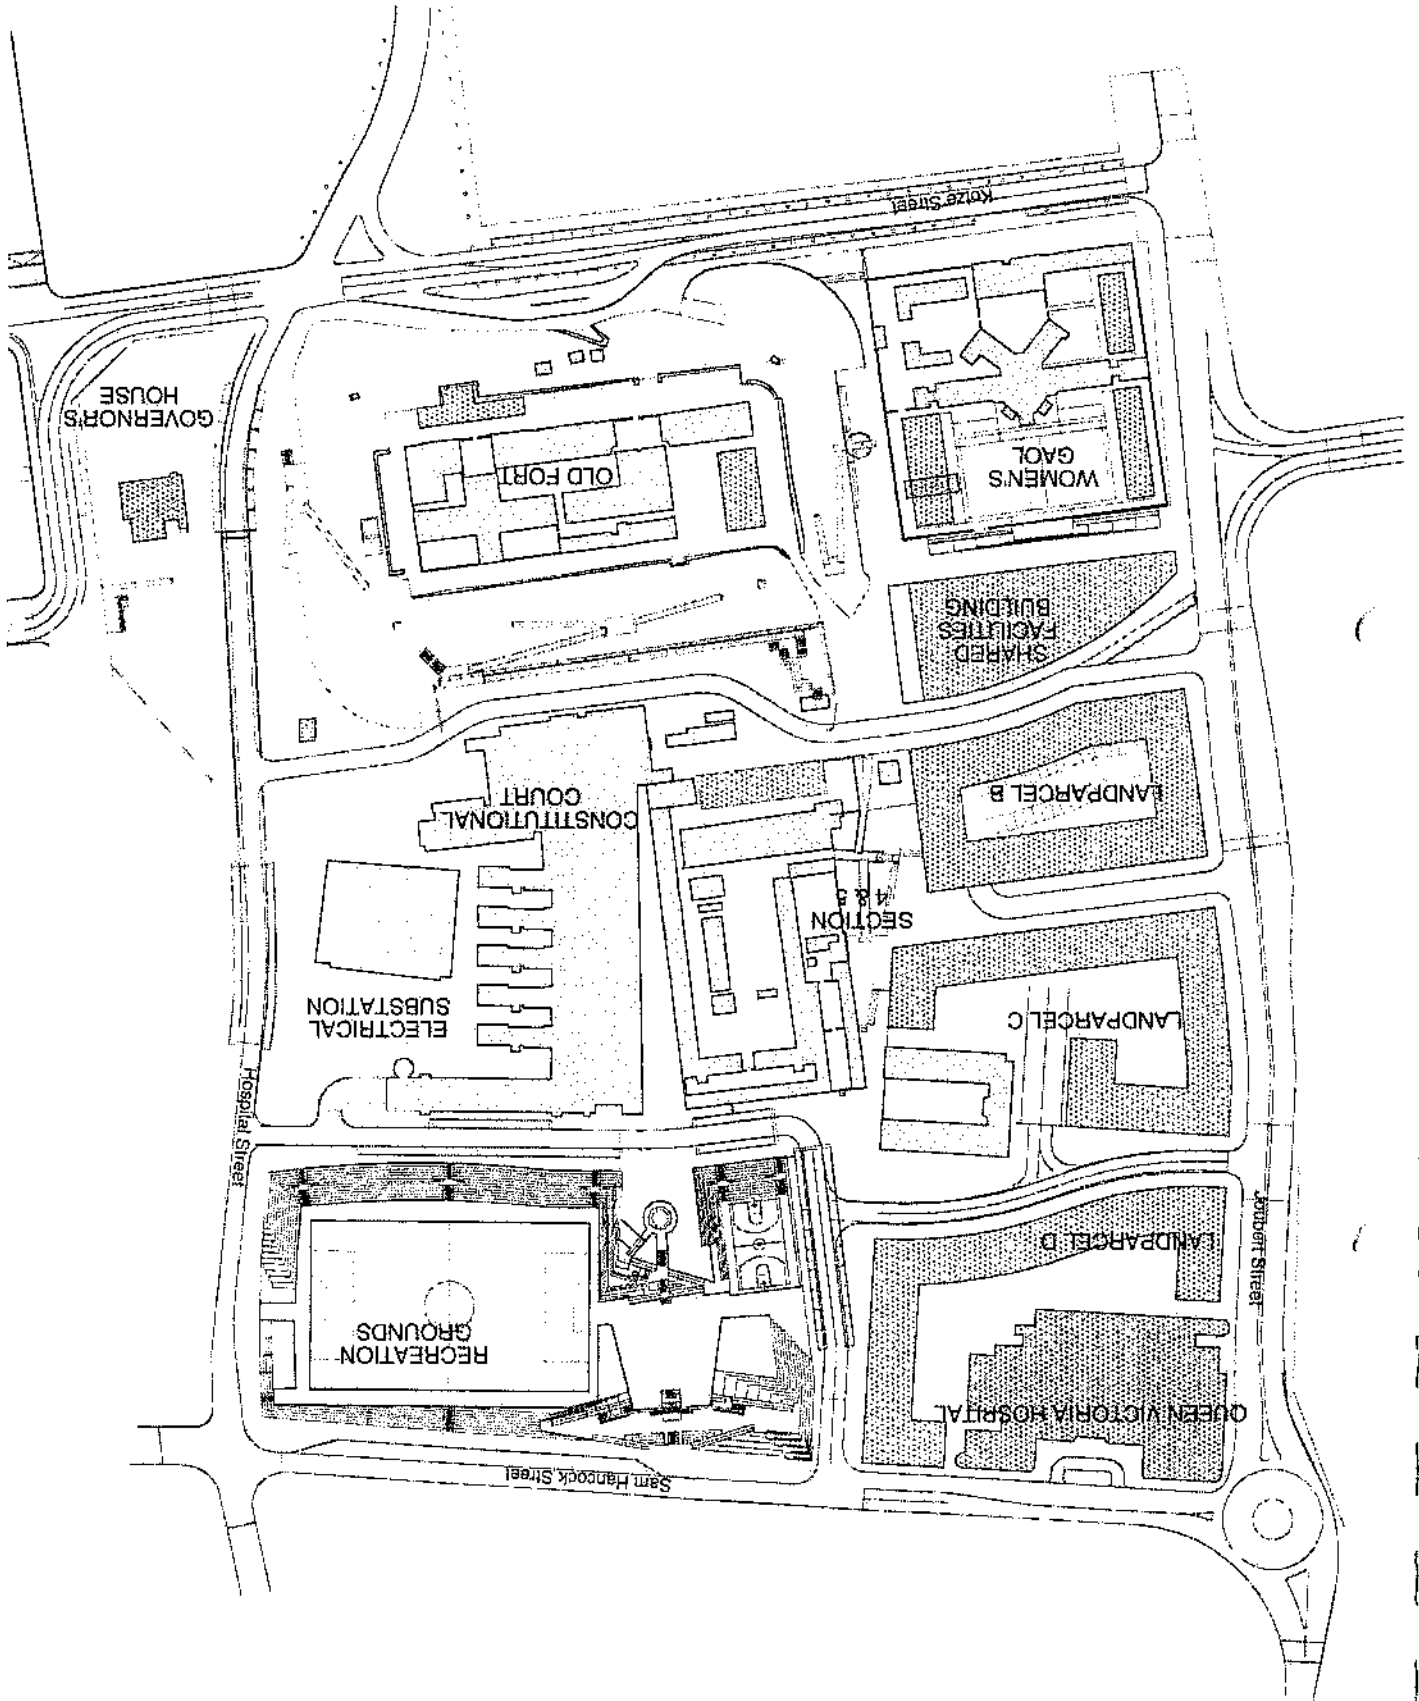 Sam Hancock Street
QUEEN VICTORIA HOSPITAL
RECREATION
GROUNDS
Joubert Street
LANDPARCEL D
Hospital Street
LANDPARCEL C
ELECTRICAL
SUBSTATION
SECTION
4 & 5
CONSTITUTIONAL
COURT
LANDPARCEL B
SHARED
FACILITIES
BUILDING
WOMEN'S
GAOL
OLD FORT
GOVERNOR'S
HOUSE
Kotze Street